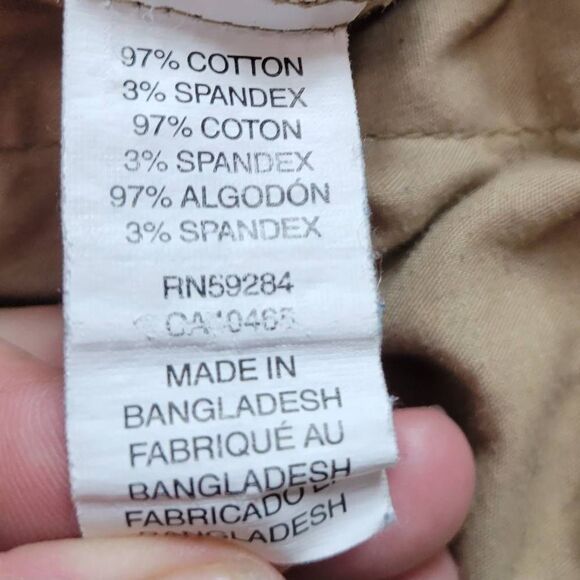 97% COTTON
3% SPANDEX
97% COTON
3% SPANDEX
97% ALGODÓN
3% SPANDEX
RN59284
MADE IN
BANGLADESH
FABRIQUÉ AU
BANGLADESH
FABRICADO
BANGLADESH